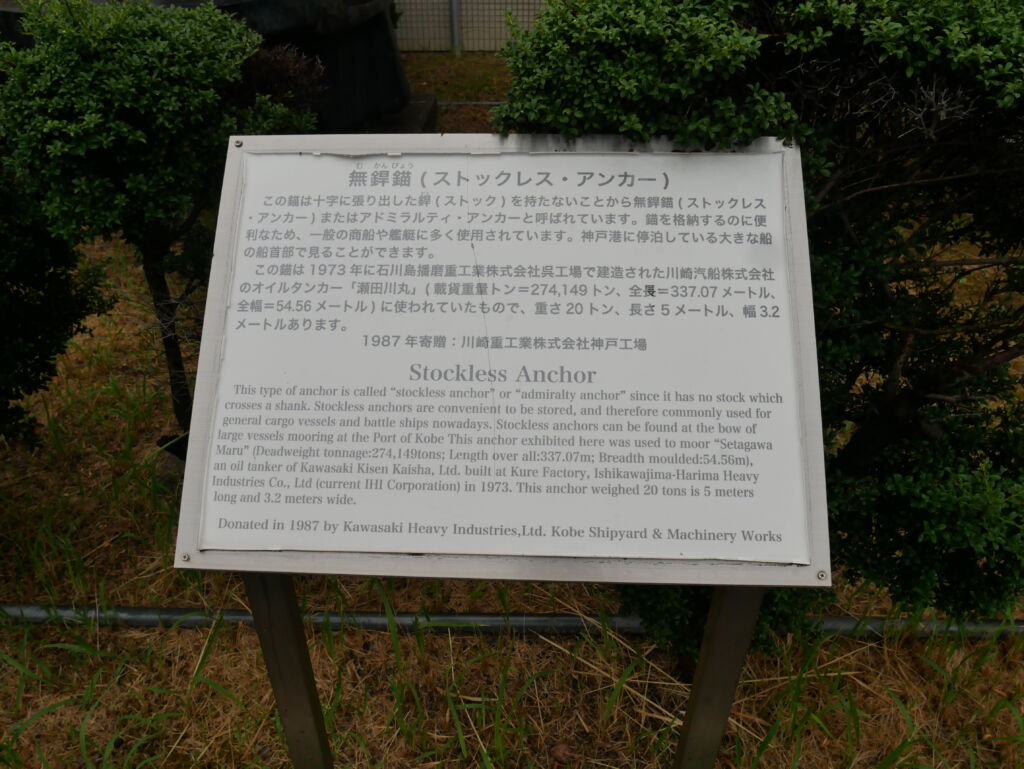 む かんびょう
無銲錨 (ストックレス・アンカー)
この錨は十字に張り出した銲(ストック)を持たないことから無銲錨(ストックレス
・アンカー)またはアドミラルティ・アンカーと呼ばれています。錨を格納するのに便
利なため、一般の商船や艦艇に多く使用されています。神戸港に停泊している大きな船
の船首部で見ることができます。
この錨は1973年に石川島播磨重工業株式会社呉工場で建造された川崎汽船株式会社
のオイルタンカー「瀬田川丸」(載貨重量トン=274,149トン、全長=337.07メートル、
全幅=54.56メートル)に使われていたもので、重さ20トン、長さ5メートル、幅3.2
メートルあります。
1987年寄贈:川崎重工業株式会社神戸工場
Stockless Anchor
This type of anchor is called “stockless anchor” or “admiralty anchor” since it has no stock which
crosses a shank. Stockless anchors are convenient to be stored, and therefore commonly used for
general cargo vessels and battle ships nowadays. Stockless anchors can be found at the bow of
large vessels mooring at the Port of Kobe This anchor exhibited here was used to moor “Setagawa
Maru” (Deadweight tonnage:274,149tons; Length over all:337.07m; Breadth moulded:54.56m),
an oil tanker of Kawasaki Kisen Kaisha, Ltd. built at Kure Factory, Ishikawajima-Harima Heavy
Industries Co., Ltd (current IHI Corporation) in 1973. This anchor weighed 20 tons is 5 meters
long and 3.2 meters wide.
Donated in 1987 by Kawasaki Heavy Industries,Ltd. Kobe Shipyard & Machinery Works